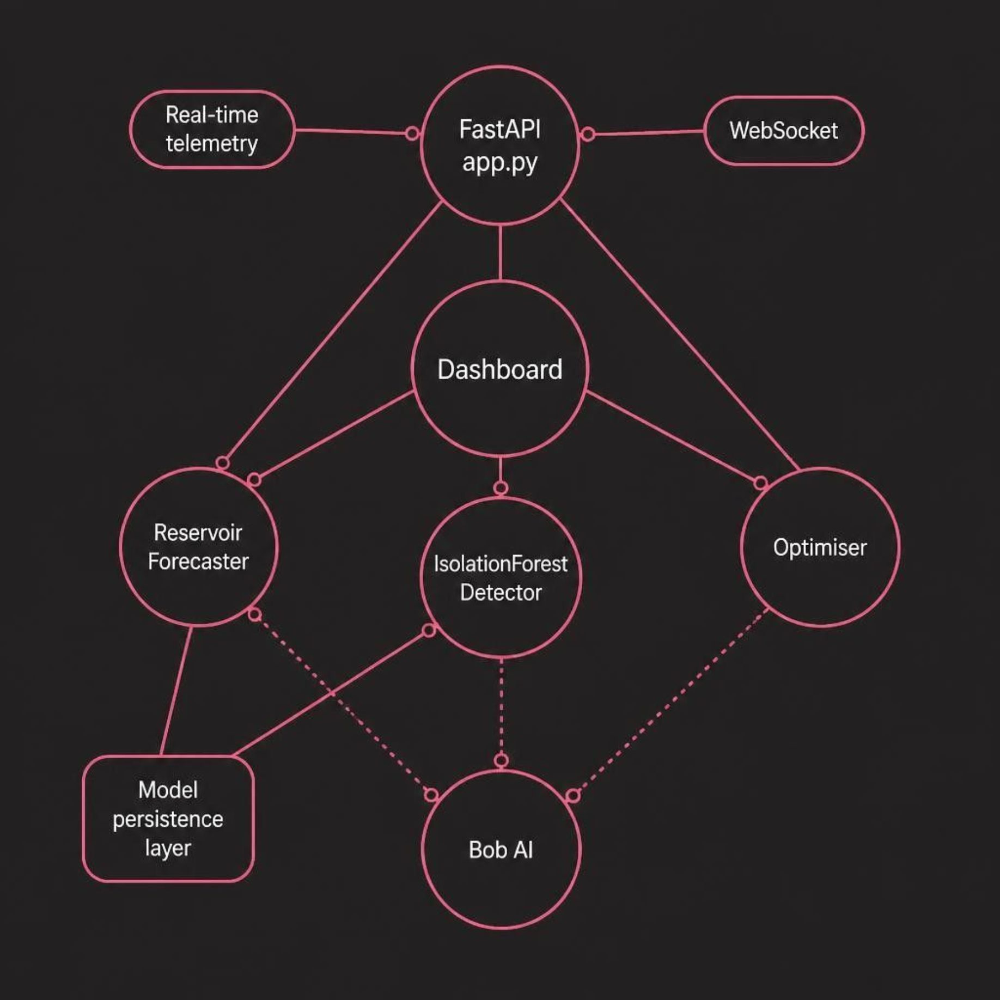 Real-time
telemetry
FastAPI
app.py
WebSocket
Dashboard
Reservoir
Forecaster
IsolationForest
Detector
Optimiser
Model
persistence
layer
Bob AI